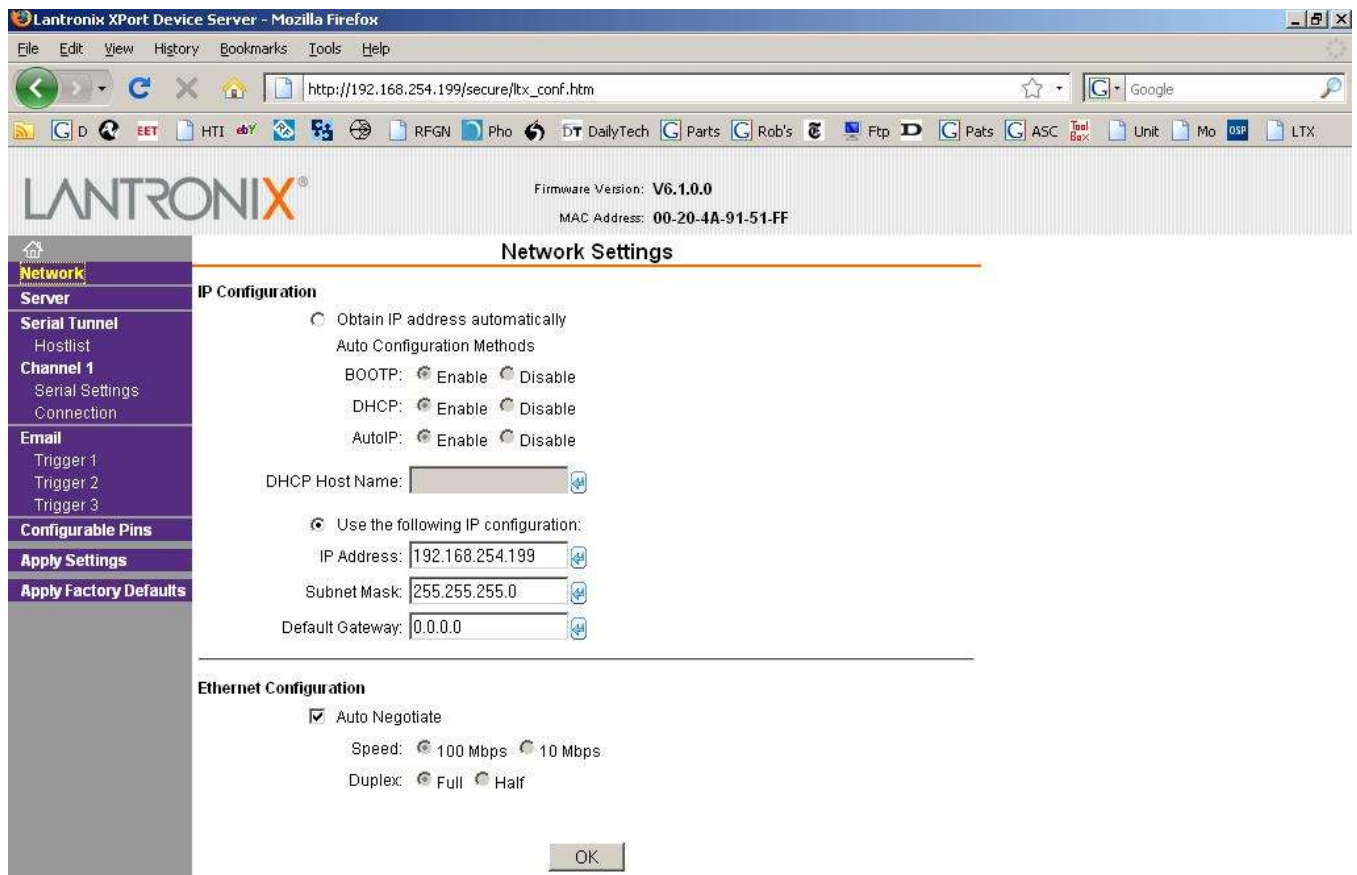 Lantronix XPort Device Server - Mozilla Firefox
File Edit View History Bookmarks Tools Help
http://192.168.254.199/secure/ltx_conf.htm
G Google
G D EET HTI ebY RFGN Pho DT DailyTech G Parts G Rob's Ftp D G Pats G ASC Tool Box Unit Mo OSP LTX
LANTRONIX®
Firmware Version: V6.1.0.0
MAC Address: 00-20-4A-91-51-FF
Network
Server
Serial Tunnel
Hostlist
Channel 1
Serial Settings
Connection
Email
Trigger 1
Trigger 2
Trigger 3
Configurable Pins
Apply Settings
Apply Factory Defaults
Network Settings
IP Configuration
Obtain IP address automatically
Auto Configuration Methods
BOOTP: Enable Disable
DHCP: Enable Disable
AutoIP: Enable Disable
DHCP Host Name:
Use the following IP configuration:
IP Address: 192.168.254.199
Subnet Mask: 255.255.255.0
Default Gateway: 0.0.0.0
Ethernet Configuration
Auto Negotiate
Speed: 100 Mbps 10 Mbps
Duplex: Full Half
OK